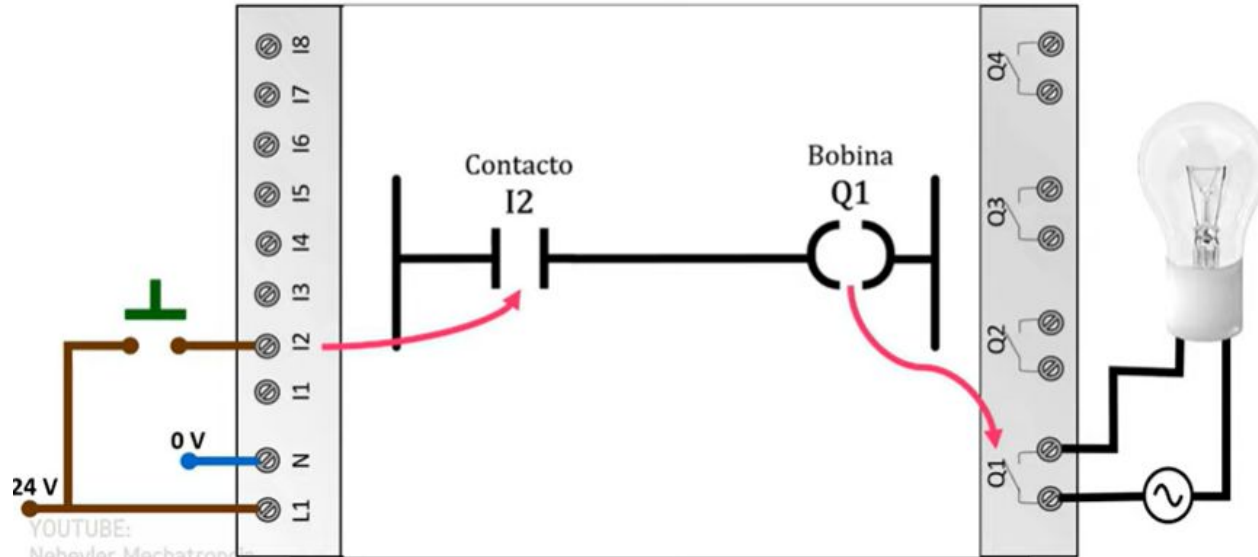 I8
I7
I6
I5
I4
I3
I2
I1
N
L1
0 V
24 V
Contacto
I2
Bobina
Q1
Q4
Q3
Q2
Q1
YOUTUBE: